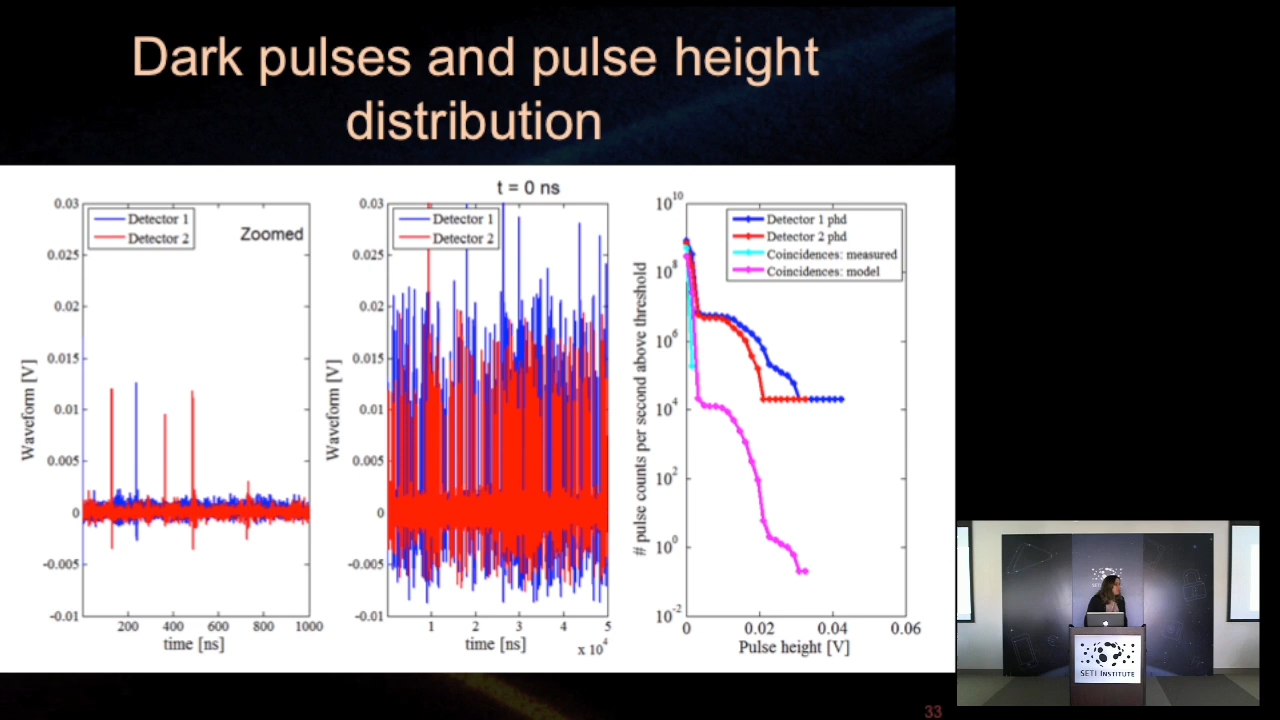 Dark pulses and pulse height
distribution
t = 0 ns
0.03
0.025
0.02
0.015
0.01
0.005
0
-0.005
-0.01
Waveform [V]
Detector 1
Detector 2
Zoomed
200 400 600 800 1000
time [ns]
0.03
0.025
0.02
0.015
0.01
0.005
0
-0.005
-0.01
Waveform [V]
Detector 1
Detector 2
1 2 3 4 5
time [ns]
x 10⁴
10¹⁰
10⁸
10⁶
10⁴
10²
10⁰
10⁻²
# pulse counts per second above threshold
Detector 1 phd
Detector 2 phd
Coincidences: measured
Coincidences: model
0 0.02 0.04 0.06
Pulse height [V]
33
SETI INSTITUTE